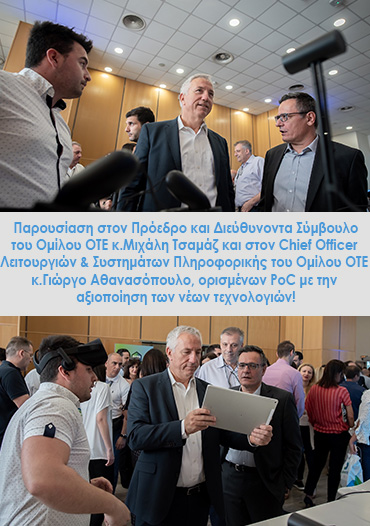 Παρουσίαση στον Πρόεδρο και Διεύθυνοντα Σύμβουλο
του Ομίλου ΟΤΕ κ.Μιχάλη Τσαμάζ και στον Chief Officer
Λειτουργιών & Συστημάτων Πληροφορικής του Ομίλου ΟΤΕ
κ.Γιώργο Αθανασόπουλο, ορισμένων PoC με την
αξιοποίηση των νέων τεχνολογιών!